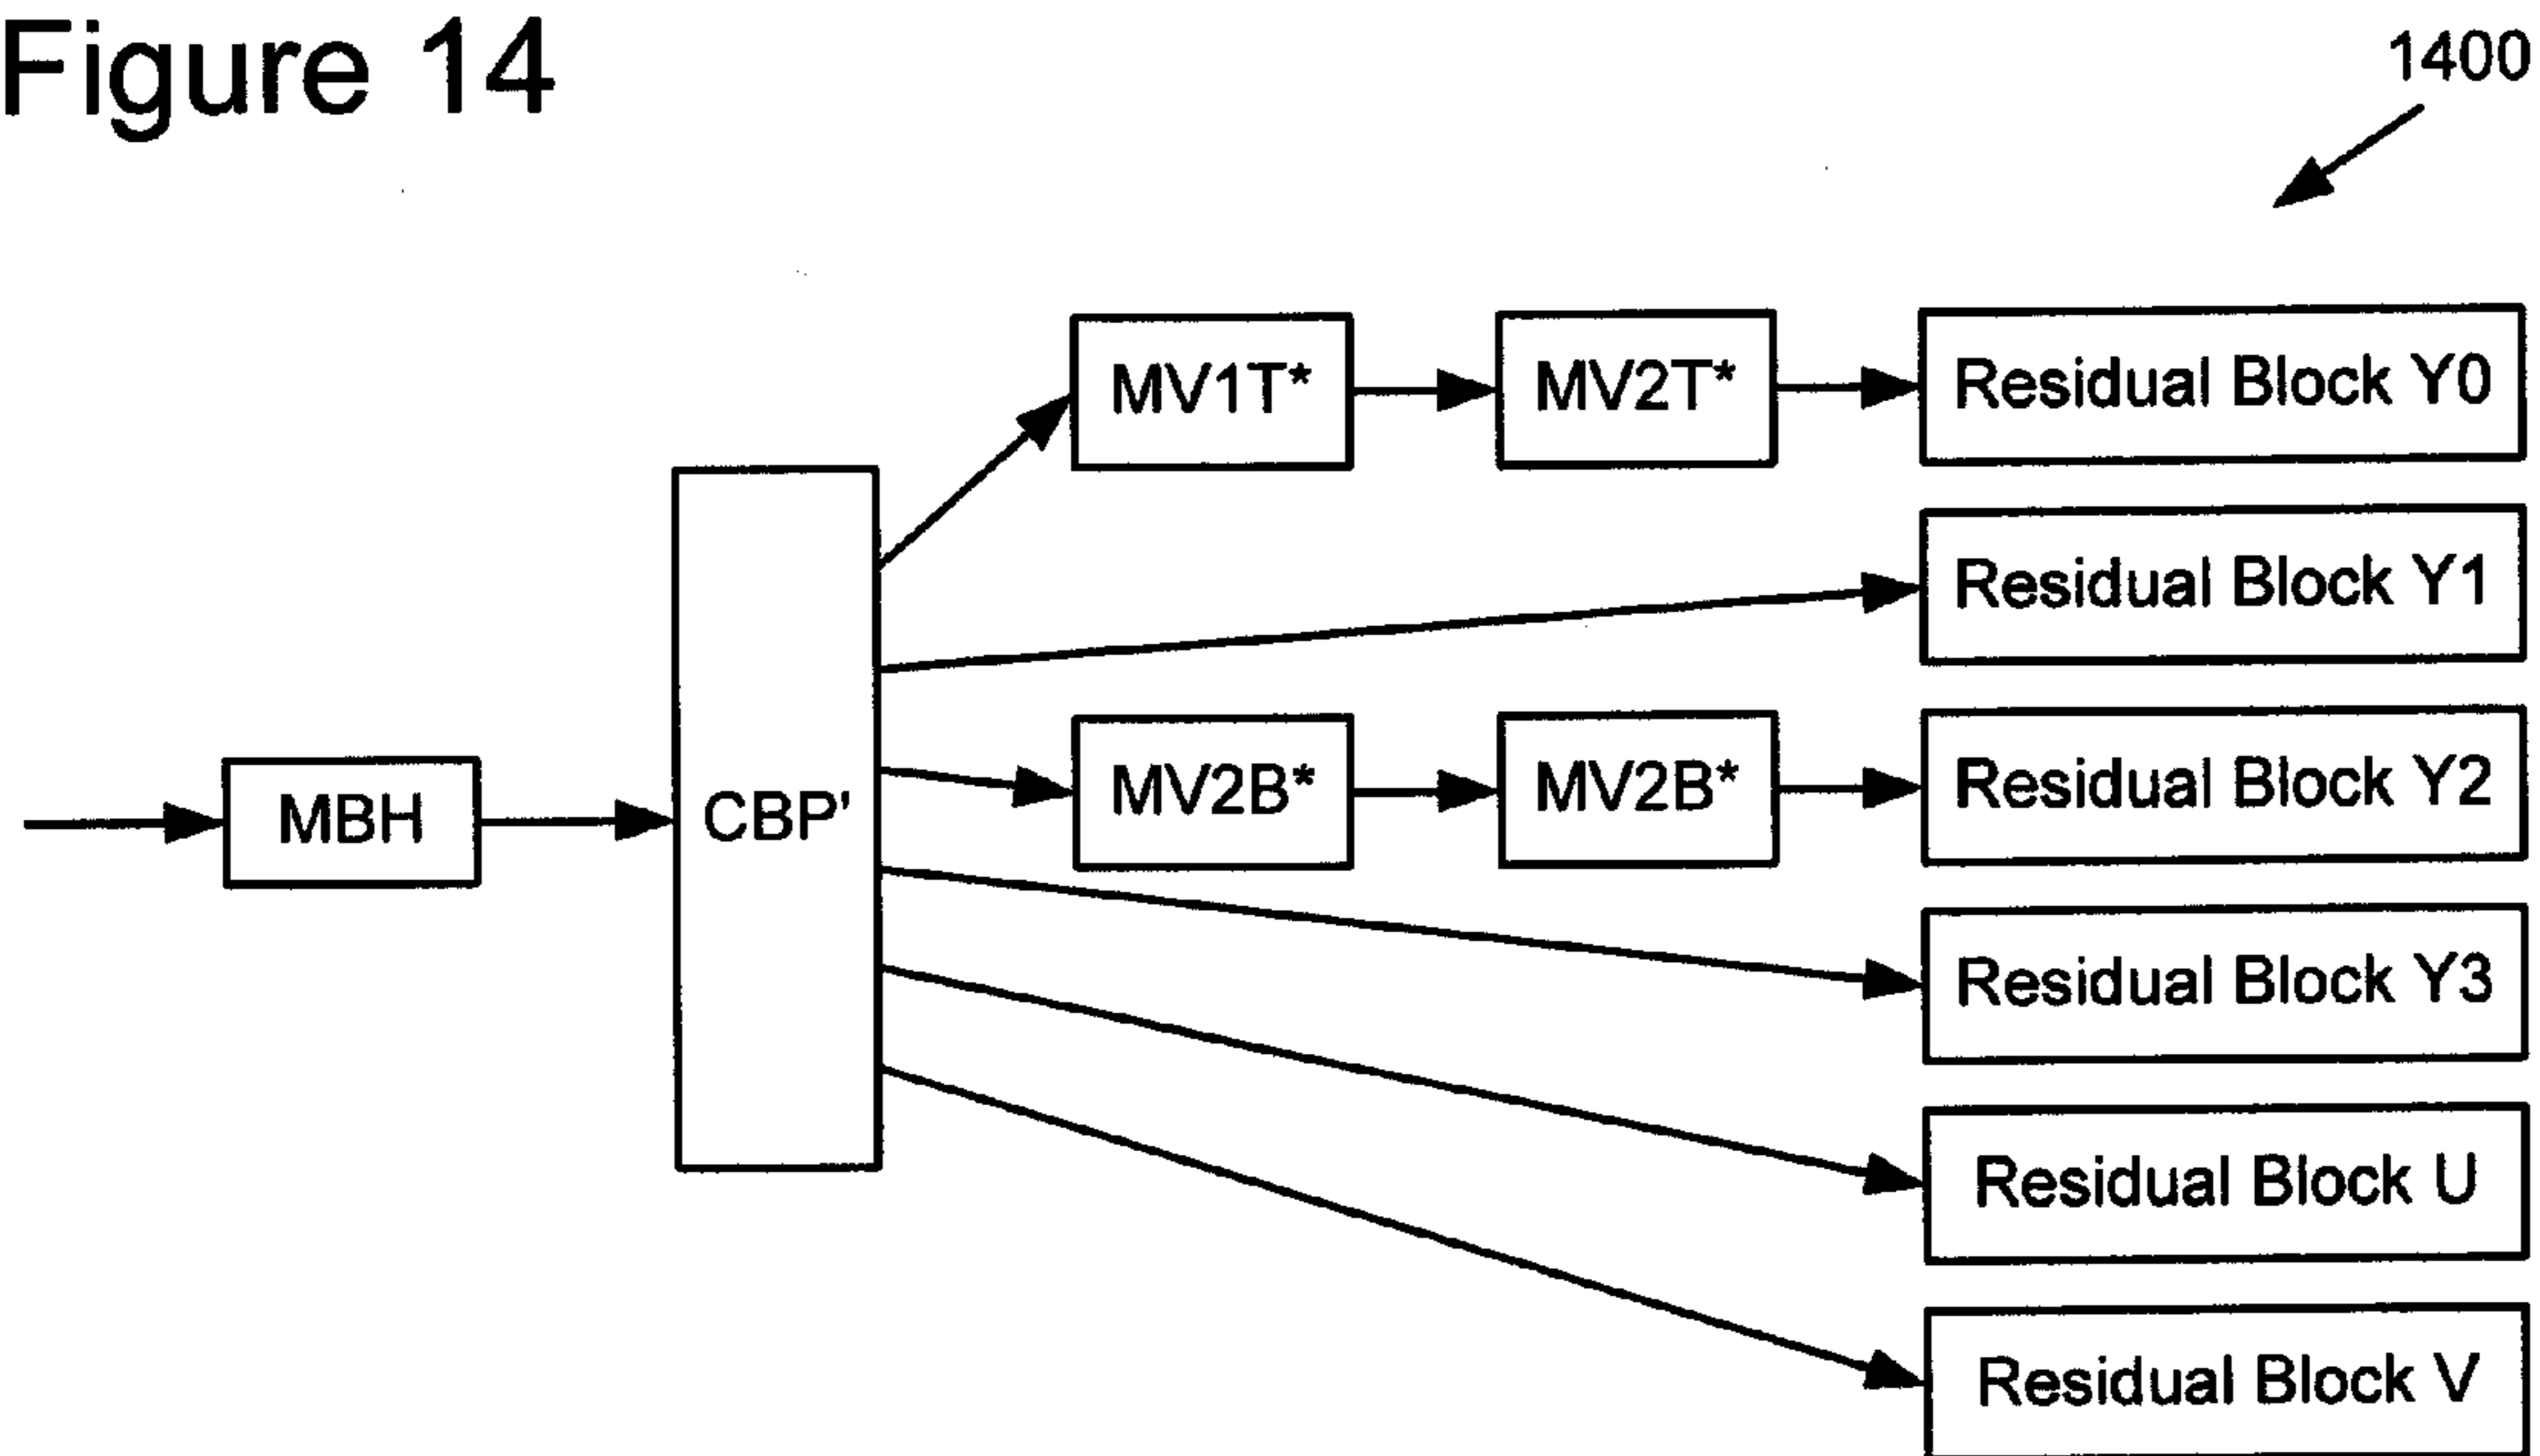 Figure 14
1400
MV1T*
MV2T*
Residual Block Y0
Residual Block Y1
MBH
CBP'
MV2B*
MV2B*
Residual Block Y2
Residual Block Y3
Residual Block U
Residual Block V